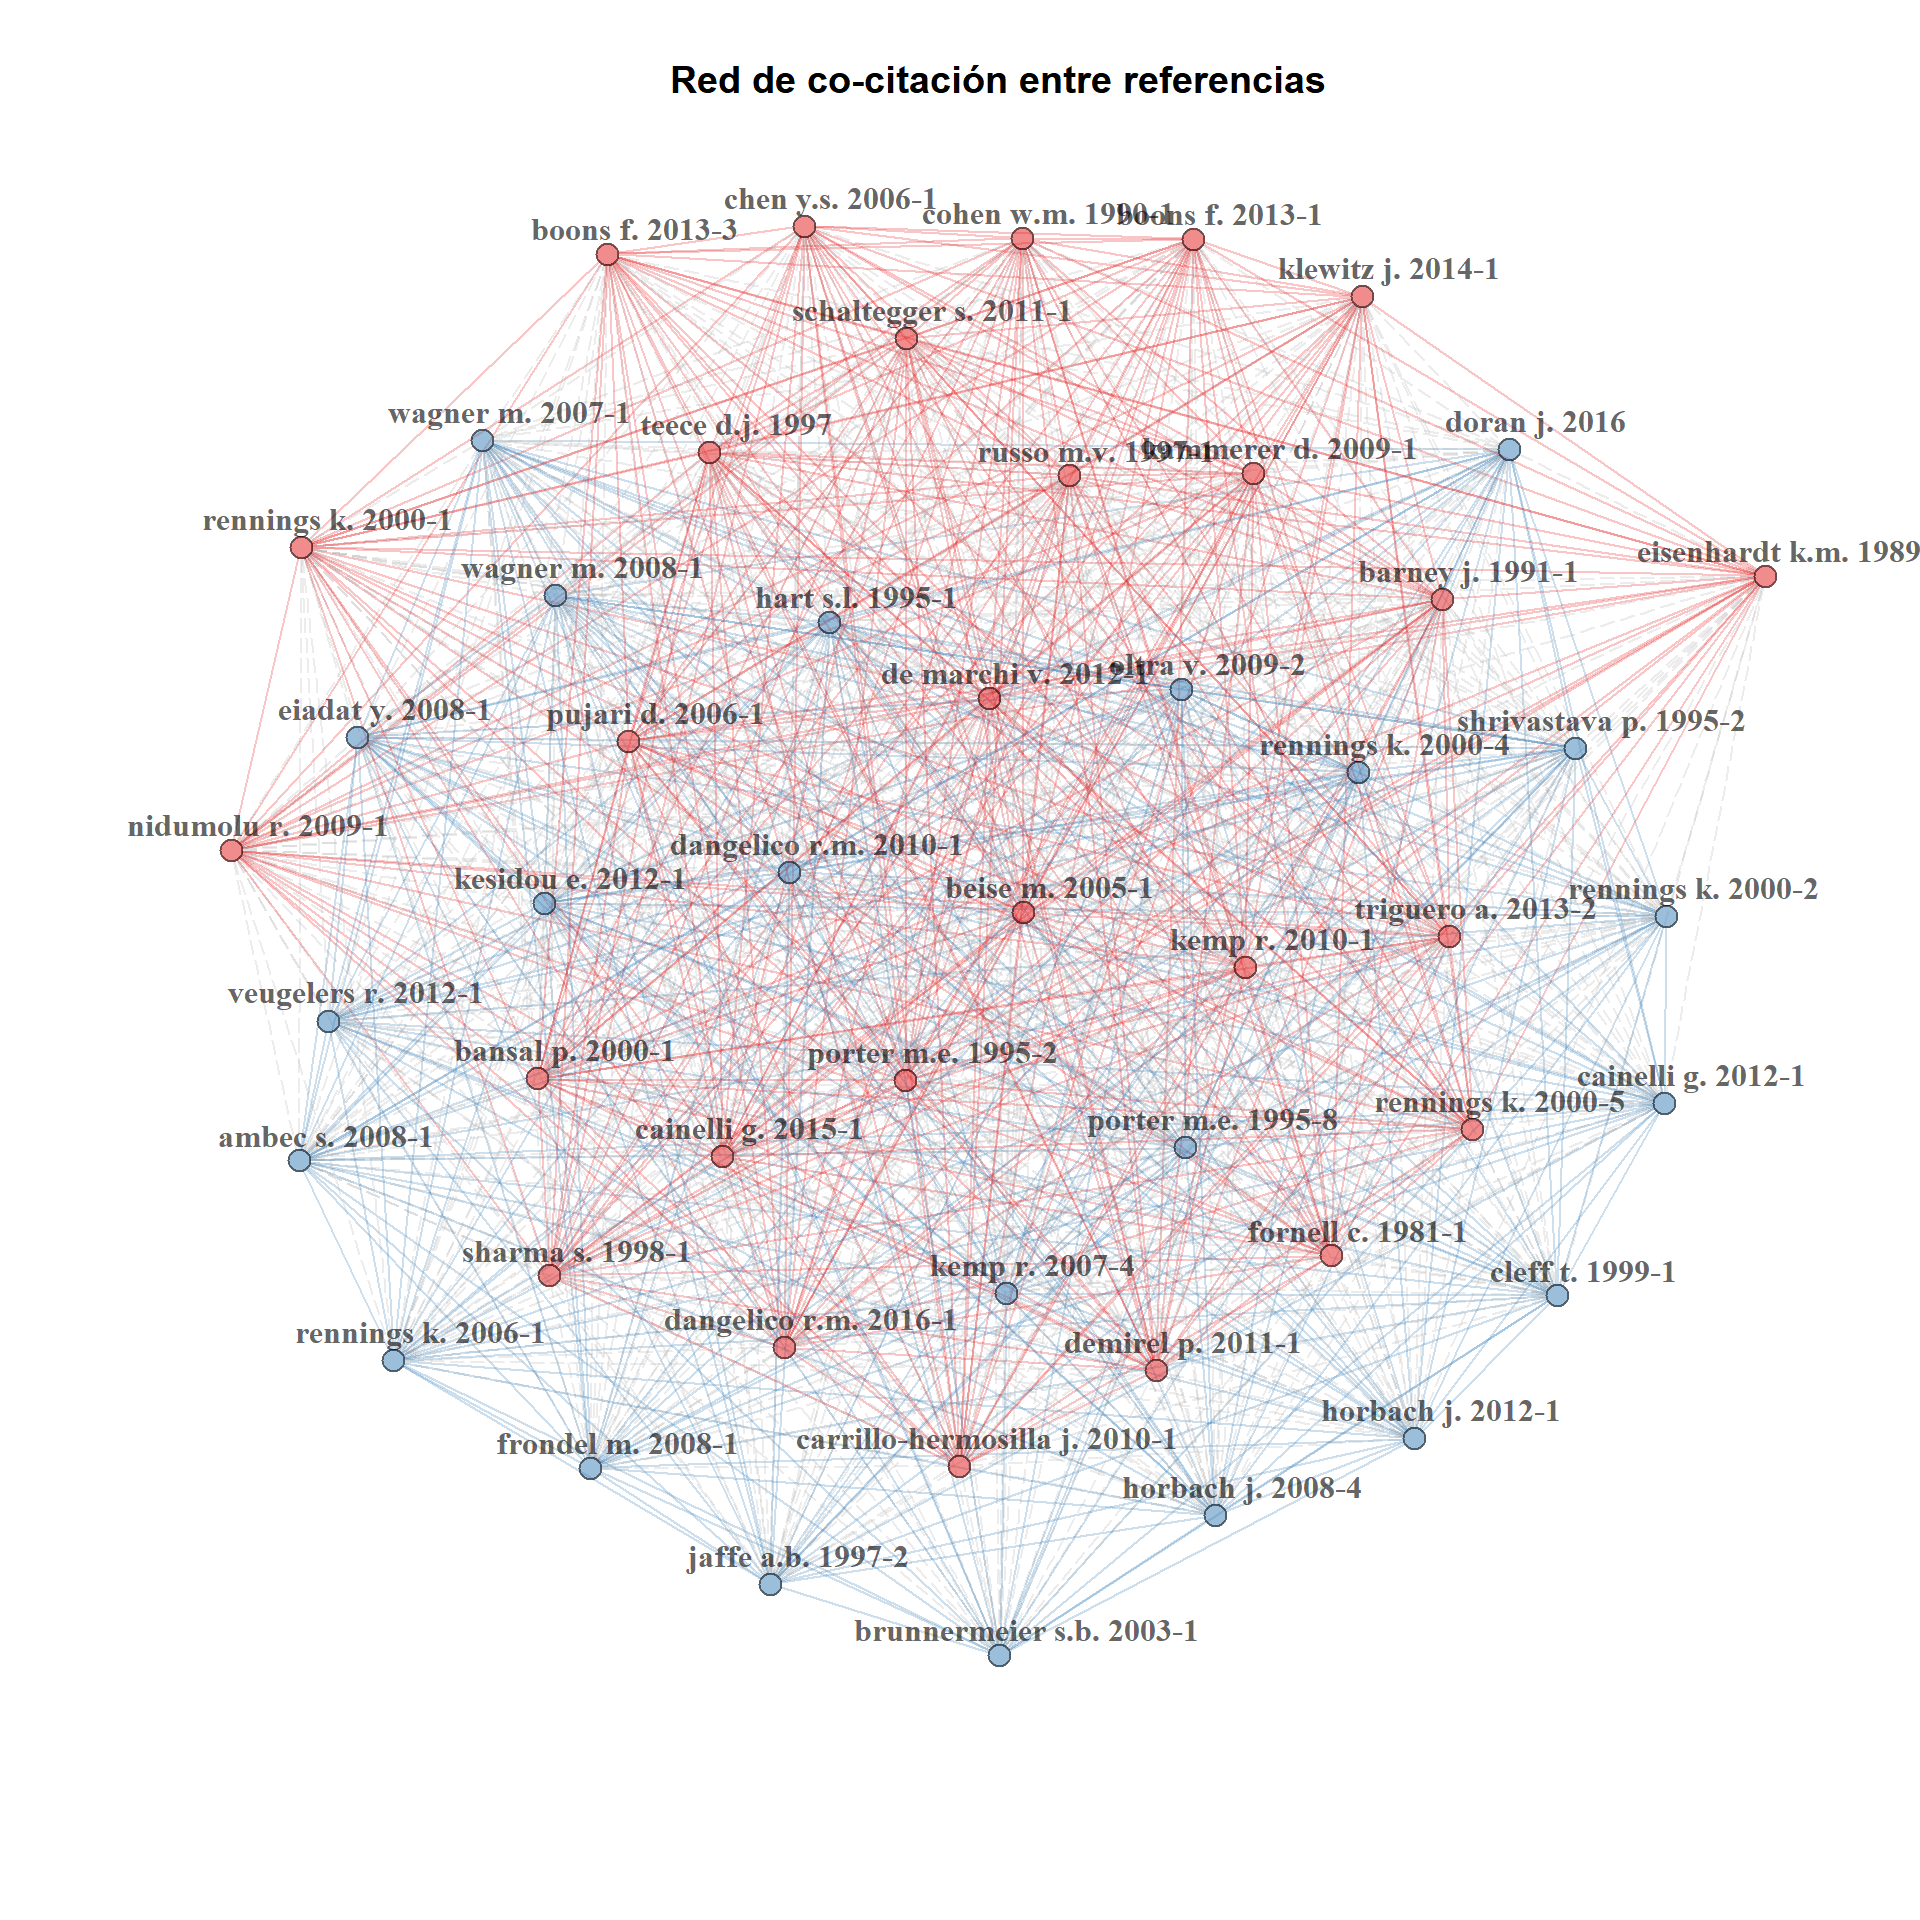 Red de co-citación entre referencias
chen y.s. 2006-1
cohen w.m. 1990-1
boons f. 2013-1
boons f. 2013-3
klewitz j. 2014-1
schaltegger s. 2011-1
wagner m. 2007-1
teece d.j. 1997
doran j. 2016
russo m.v. 1997-1
kammerer d. 2009-1
rennings k. 2000-1
eisenhardt k.m. 1989
wagner m. 2008-1
barney j. 1991-1
hart s.l. 1995-1
de marchi v. 2012-1
oltra v. 2009-2
eiadat y. 2008-1
pujari d. 2006-1
shrivastava p. 1995-2
rennings k. 2000-4
nidumolu r. 2009-1
dangelico r.m. 2010-1
kesidou e. 2012-1
beise m. 2005-1
rennings k. 2000-2
triguero a. 2013-2
kemp r. 2010-1
veugelers r. 2012-1
bansal p. 2000-1
porter m.e. 1995-2
cainelli g. 2012-1
rennings k. 2000-5
ambec s. 2008-1
cainelli g. 2015-1
porter m.e. 1995-8
sharma s. 1998-1
fornell c. 1981-1
kemp r. 2007-4
cleff t. 1999-1
rennings k. 2006-1
dangelico r.m. 2016-1
demirel p. 2011-1
horbach j. 2012-1
frondel m. 2008-1
carrillo-hermosilla j. 2010-1
horbach j. 2008-4
jaffe a.b. 1997-2
brunnermeier s.b. 2003-1